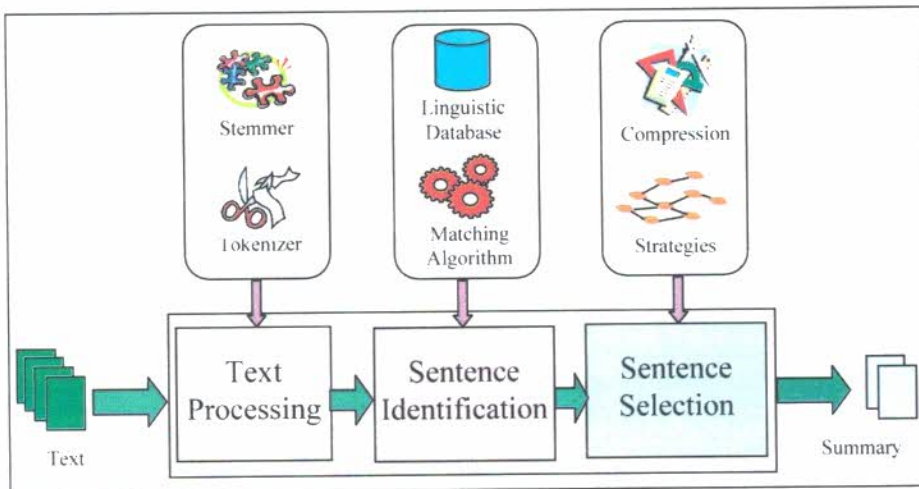 Stemmer
Tokenizer
Linguistic
Database
Matching
Algorithm
Compression
Strategies
Text
Processing
Sentence
Identification
Sentence
Selection
Text
Summary